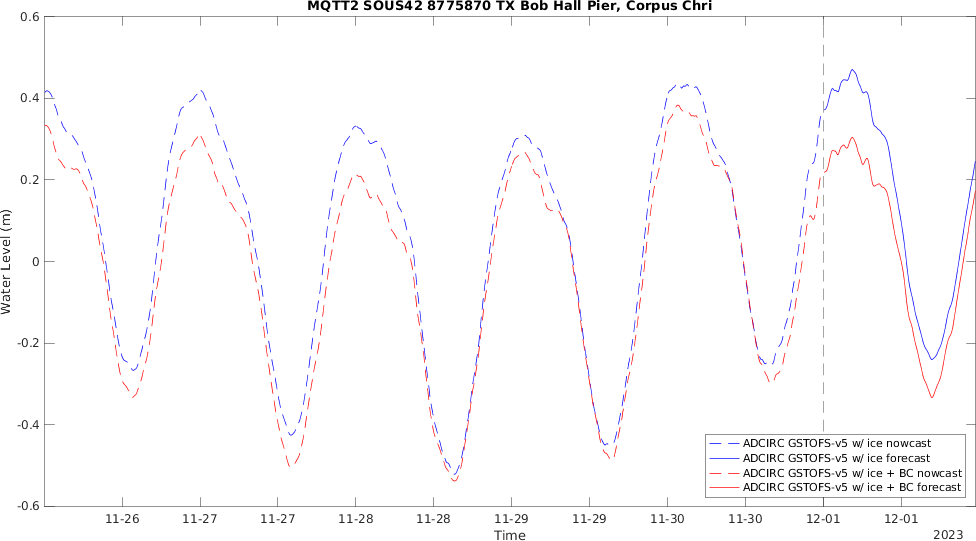 MQTT2 SOUS42 8775870 TX Bob Hall Pier, Corpus Chri
Water Level (m)
0.6
0.4
0.2
0
-0.2
-0.4
-0.6
ADCIRC GSTOFS-v5 w/ ice nowcast
ADCIRC GSTOFS-v5 w/ ice forecast
ADCIRC GSTOFS-v5 w/ ice + BC nowcast
ADCIRC GSTOFS-v5 w/ ice + BC forecast
11-26 11-27 11-27 11-28 11-28 11-29 11-29 11-30 11-30 12-01 12-01
Time
2023